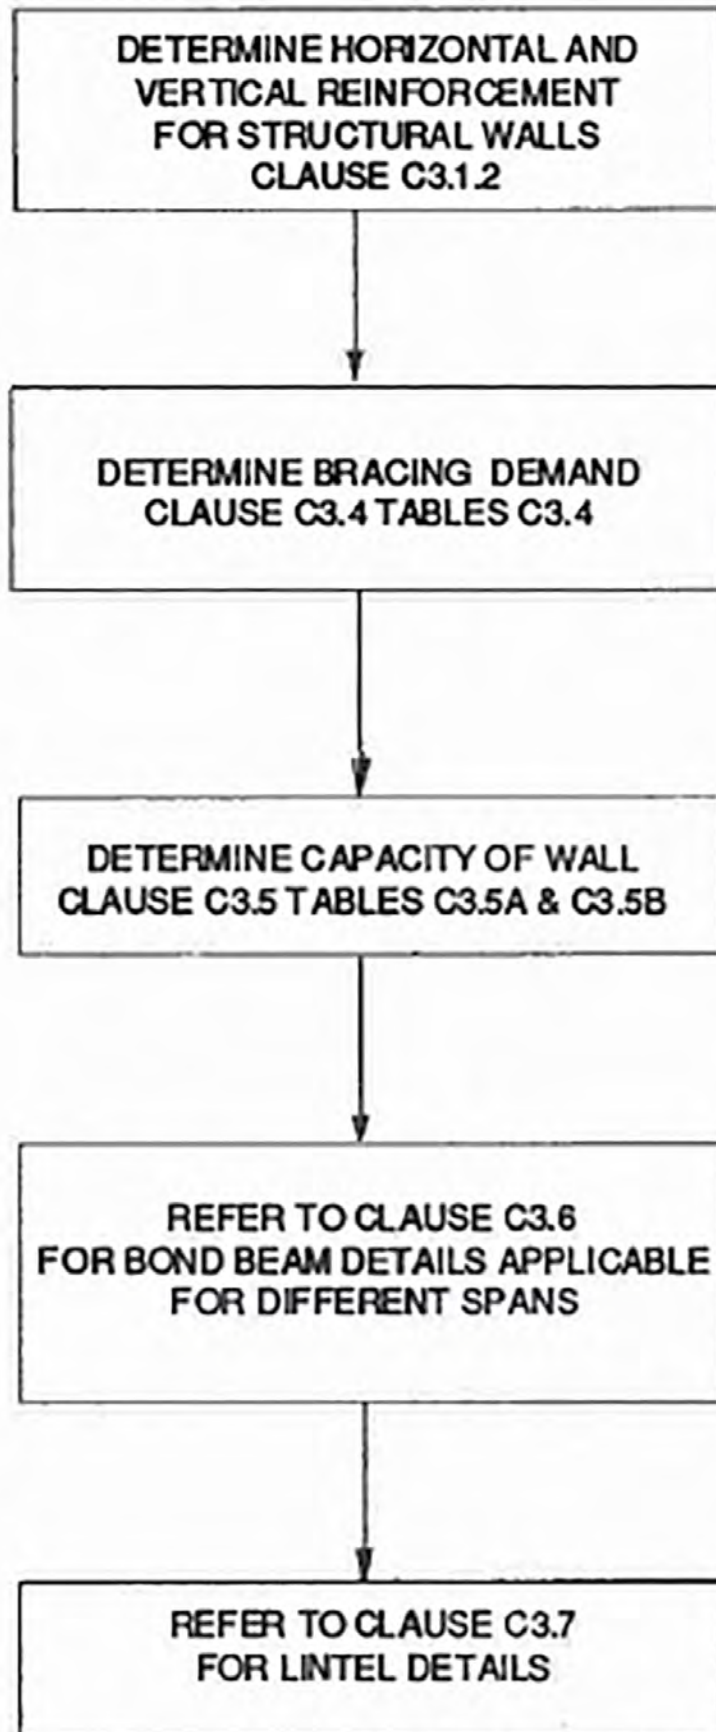 DETERMINE HORIZONTAL AND
VERTICAL REINFORCEMENT
FOR STRUCTURAL WALLS
CLAUSE C3.1.2
DETERMINE BRACING DEMAND
CLAUSE C3.4 TABLES C3.4
DETERMINE CAPACITY OF WALL
CLAUSE C3.5 TABLES C3.5A & C3.5B
REFER TO CLAUSE C3.6
FOR BOND BEAM DETAILS APPLICABLE
FOR DIFFERENT SPANS
REFER TO CLAUSE C3.7
FOR LINTEL DETAILS